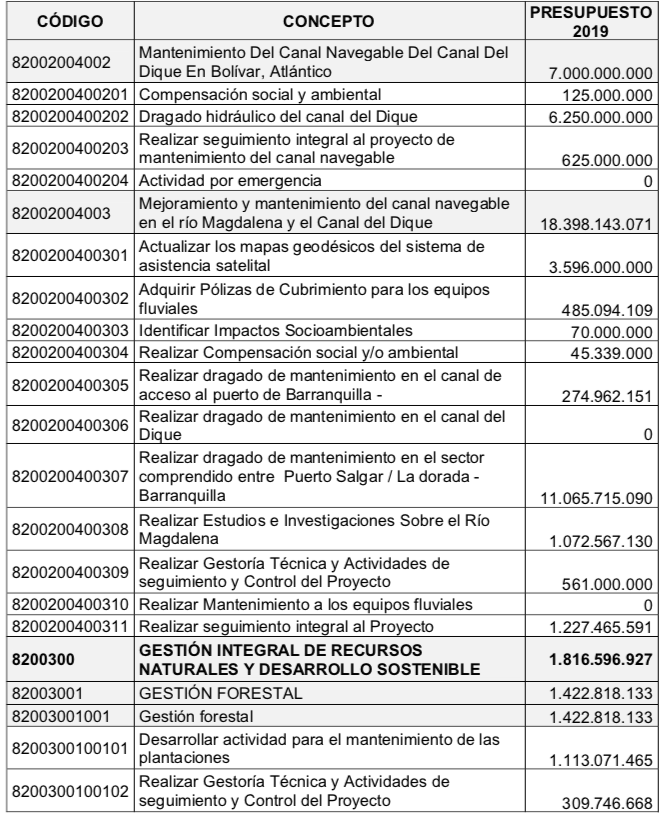 CÓDIGO CONCEPTO PRESUPUESTO
2019
82002004002 Mantenimiento Del Canal Navegable Del Canal Del
Dique En Bolívar, Atlántico 7.000.000.000
8200200400201 Compensación social y ambiental 125.000.000
8200200400202 Dragado hidráulico del canal del Dique 6.250.000.000
8200200400203 Realizar seguimiento integral al proyecto de
mantenimiento del canal navegable 625.000.000
8200200400204 Actividad por emergencia 0
82002004003 Mejoramiento y mantenimiento del canal navegable
en el río Magdalena y el Canal del Dique 18.398.143.071
8200200400301 Actualizar los mapas geodésicos del sistema de
asistencia satelital 3.596.000.000
8200200400302 Adquirir Pólizas de Cubrimiento para los equipos
fluviales 485.094.109
8200200400303 Identificar Impactos Socioambientales 70.000.000
8200200400304 Realizar Compensación social y/o ambiental 45.339.000
8200200400305 Realizar dragado de mantenimiento en el canal de
acceso al puerto de Barranquilla - 274.962.151
8200200400306 Realizar dragado de mantenimiento en el canal del
Dique 0
8200200400307 Realizar dragado de mantenimiento en el sector
comprendido entre Puerto Salgar / La dorada -
Barranquilla 11.065.715.090
8200200400308 Realizar Estudios e Investigaciones Sobre el Río
Magdalena 1.072.567.130
8200200400309 Realizar Gestoría Técnica y Actividades de
seguimiento y Control del Proyecto 561.000.000
8200200400310 Realizar Mantenimiento a los equipos fluviales 0
8200200400311 Realizar seguimiento integral al Proyecto 1.227.465.591
8200300 GESTIÓN INTEGRAL DE RECURSOS
NATURALES Y DESARROLLO SOSTENIBLE 1.816.596.927
82003001 GESTIÓN FORESTAL 1.422.818.133
82003001001 Gestión forestal 1.422.818.133
8200300100101 Desarrollar actividad para el mantenimiento de las
plantaciones 1.113.071.465
8200300100102 Realizar Gestoría Técnica y Actividades de
seguimiento y Control del Proyecto 309.746.668